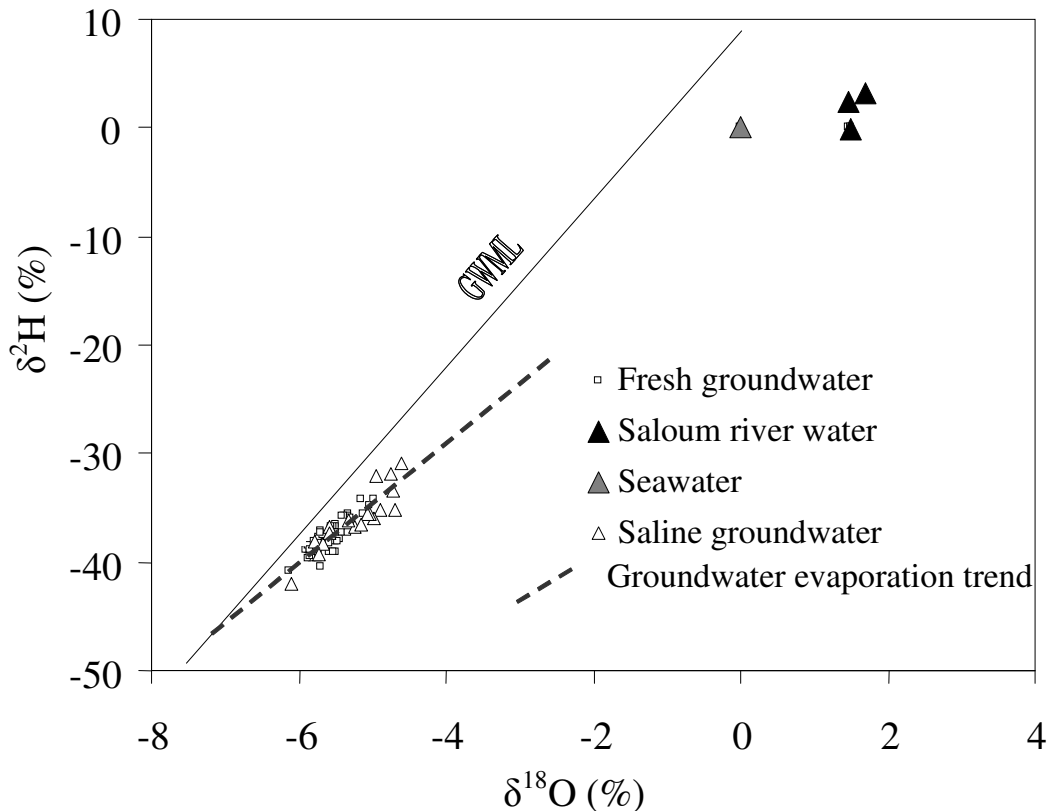 10
0
-10
-20
-30
-40
-50
δ²H (%)
GWML
Fresh groundwater
Saloum river water
Seawater
Saline groundwater
Groundwater evaporation trend
-8 -6 -4 -2 0 2 4
δ¹⁸O (%)